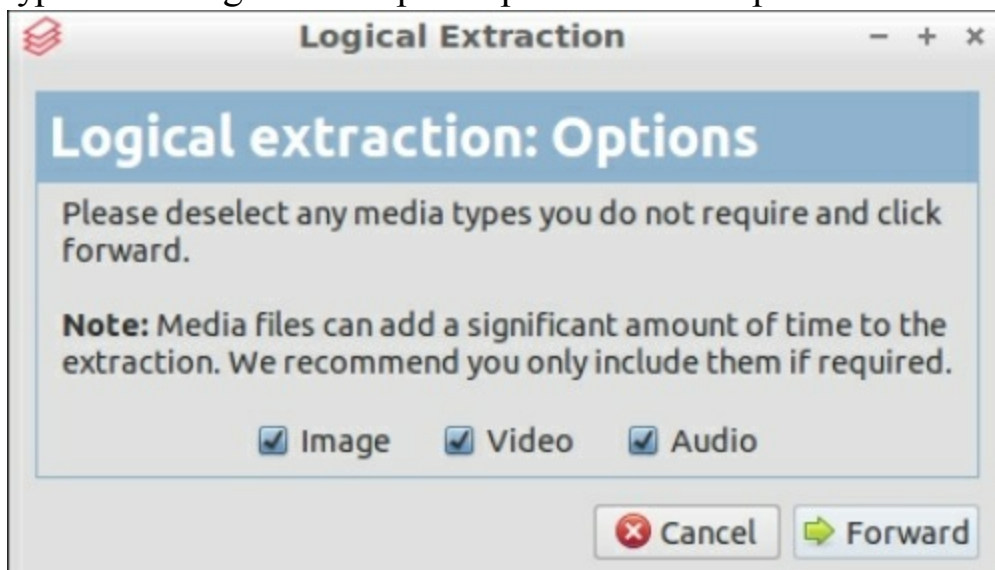 Logical Extraction
Logical extraction: Options
Please deselect any media types you do not require and click
forward.
Note: Media files can add a significant amount of time to the
extraction. We recommend you only include them if required.
Image Video Audio
Cancel Forward